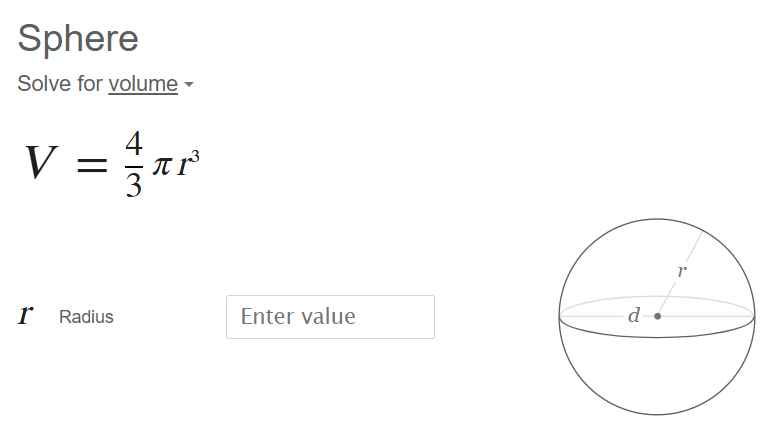 Sphere
Solve for volume
V = 4/3 π r³
r Radius Enter value
r
d